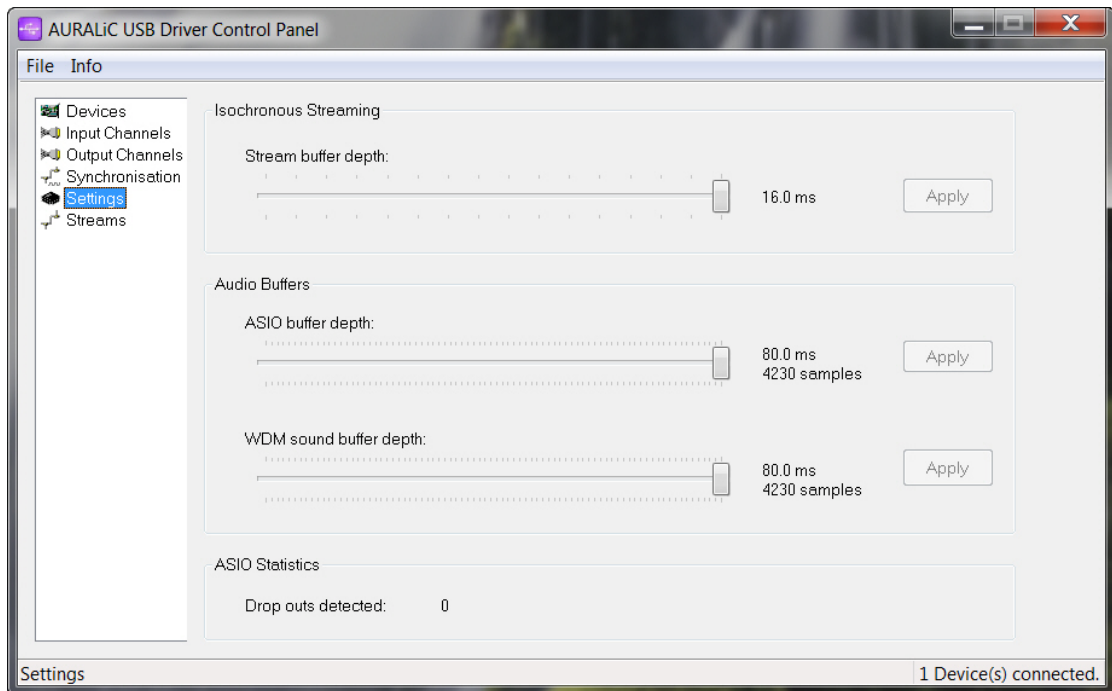 AURALiC USB Driver Control Panel
File Info
Devices
Input Channels
Output Channels
Synchronisation
Settings
Streams
Isochronous Streaming
Stream buffer depth:
16.0 ms
Apply
Audio Buffers
ASIO buffer depth:
80.0 ms
4230 samples
Apply
WDM sound buffer depth:
80.0 ms
4230 samples
Apply
ASIO Statistics
Drop outs detected: 0
Settings
1 Device(s) connected.